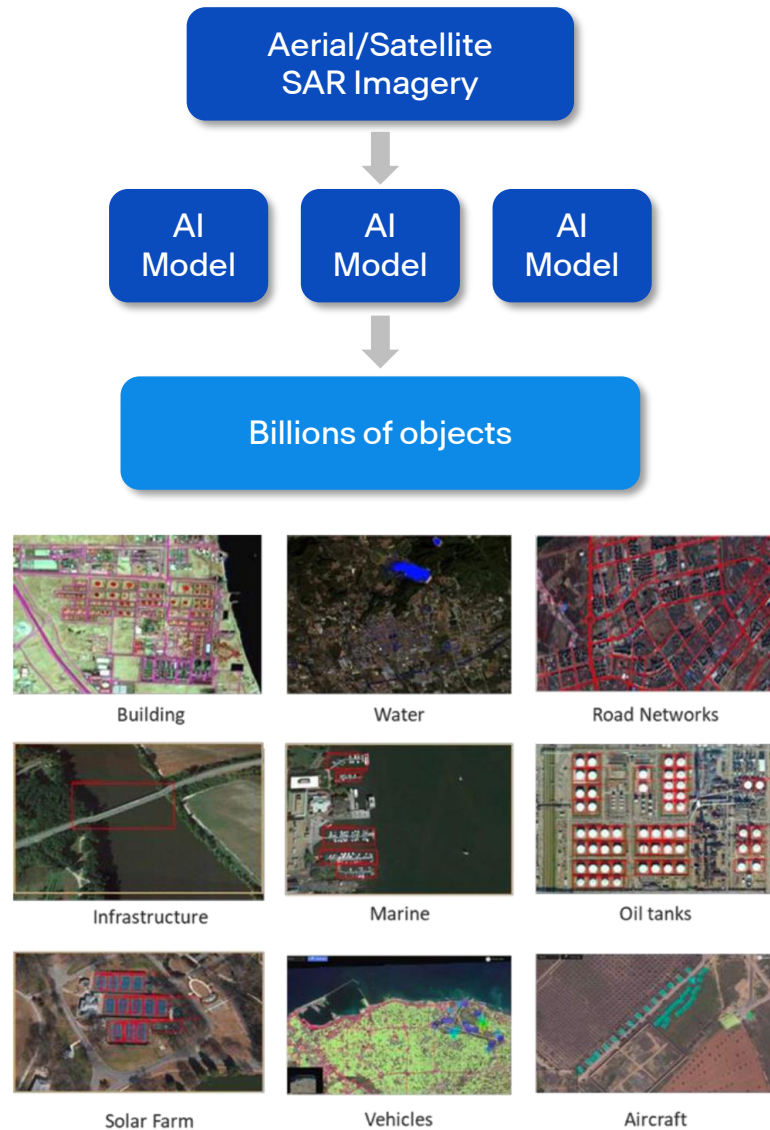 Aerial/Satellite
SAR Imagery
AI
Model
AI
Model
AI
Model
Billions of objects
Building
Water
Road Networks
Infrastructure
Marine
Oil tanks
Solar Farm
Vehicles
Aircraft